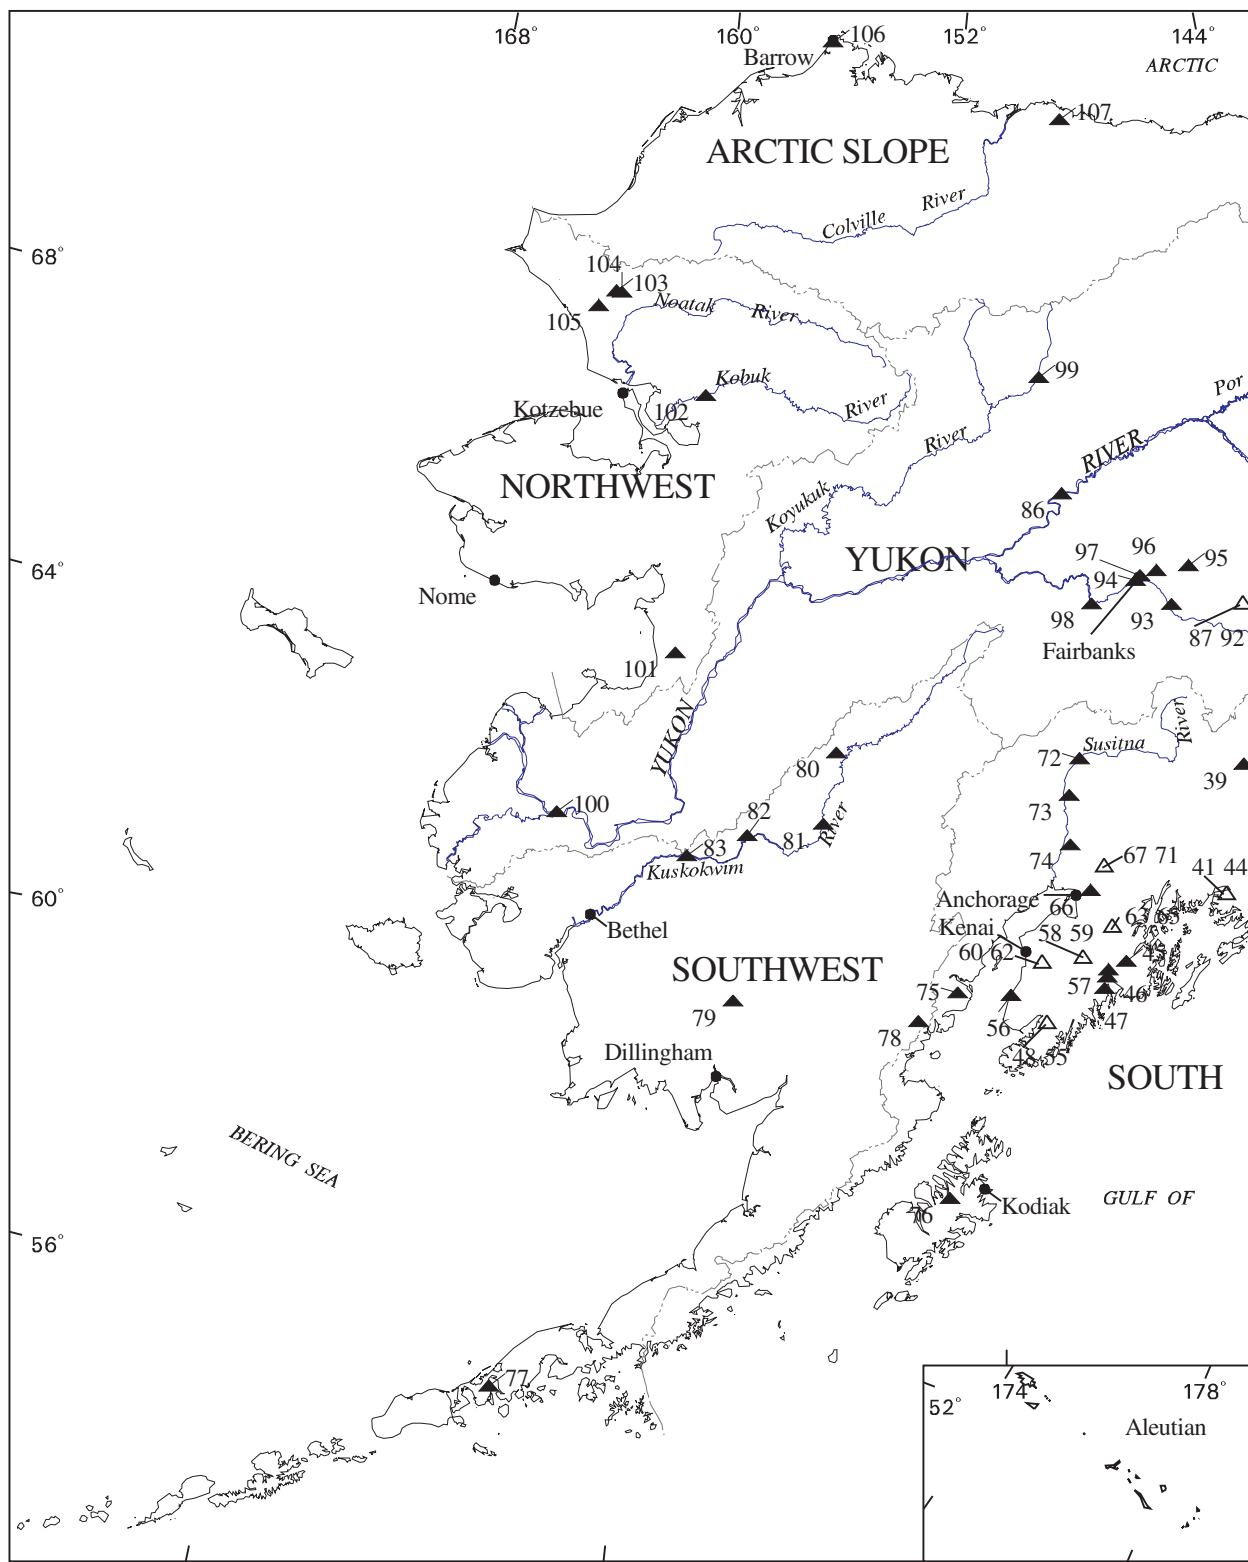 168° 160° 152° 144°
106
Barrow
ARCTIC
107
ARCTIC SLOPE
Colville River
68°
104
103
105
Noatak River
99
Kobuk River
102
Kotzebue
Por
River
RIVER
NORTHWEST
Koyukuk
86
YUKON
97
96
95
94
64°
98
93
87 92
Nome
Fairbanks
101
YUKON
River
Susitna
72
80
39
73
100
82
81
River
83
74
67 71
41 44
Kuskokwim
60°
Anchorage
66
63 65
Bethel
Kenai
58 59
60 62
45
SOUTHWEST
57
46
75
79
56
47
78
48 55
Dillingham
SOUTH
BERING SEA
GULF OF
76
Kodiak
56°
77
174° 178°
52°
Aleutian